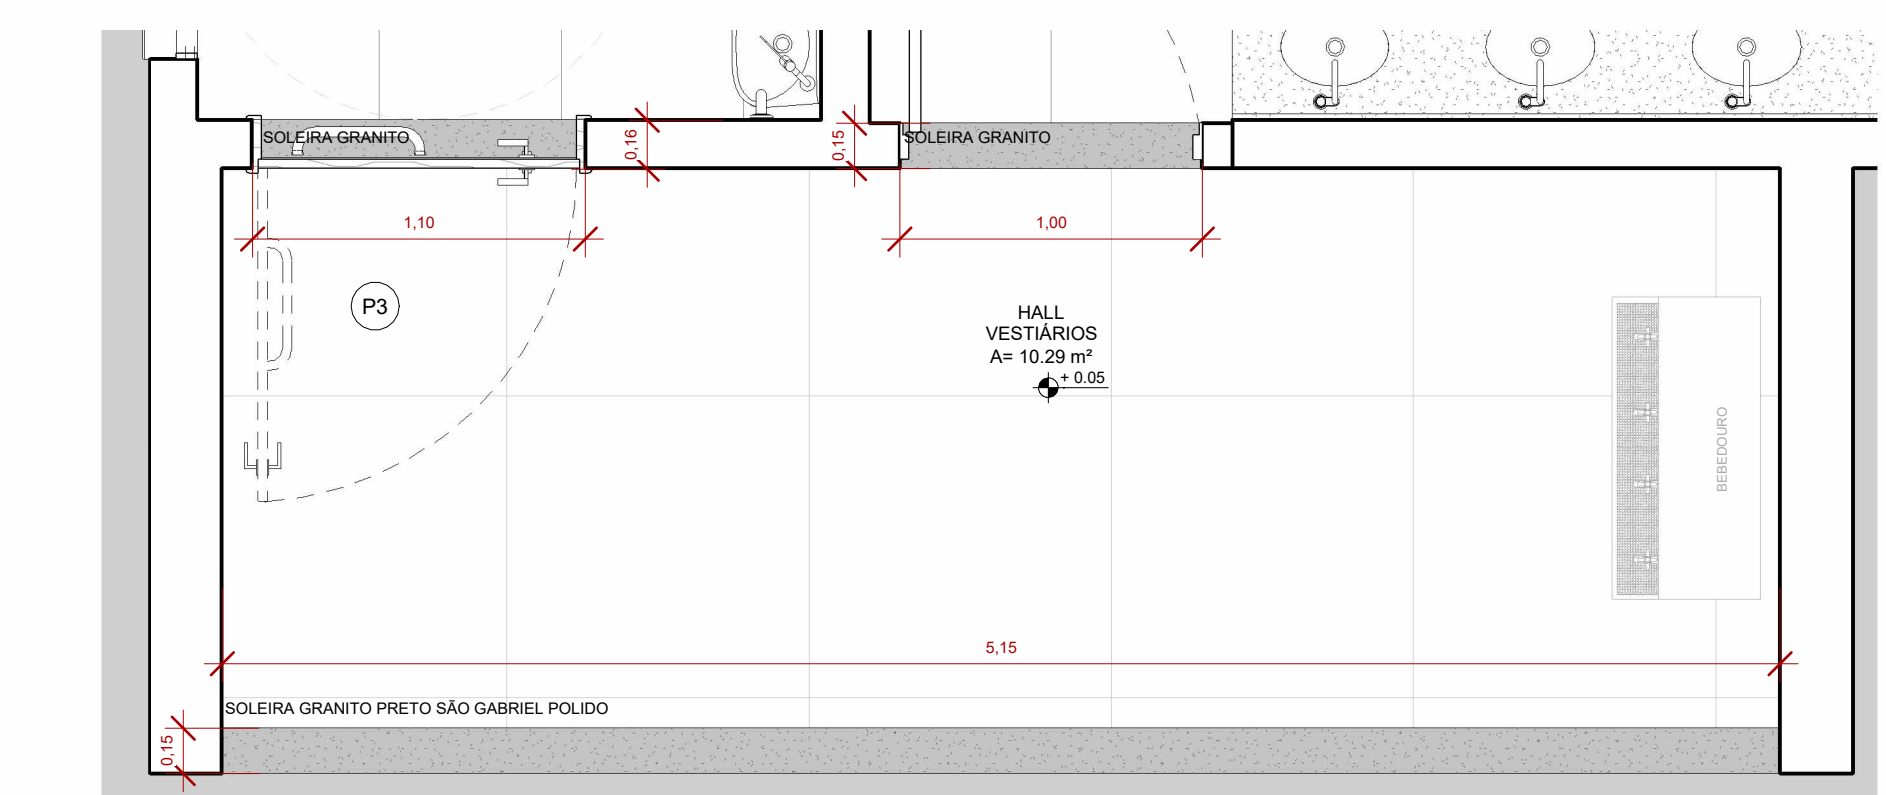 SOLEIRA GRANITO
0,16
0,15
SOLEIRA GRANITO
1,10
1,00
P3
HALL
VESTIÁRIOS
A= 10.29 m²
+ 0.05
BEBEDOURO
5,15
SOLEIRA GRANITO PRETO SÃO GABRIEL POLIDO
0,15